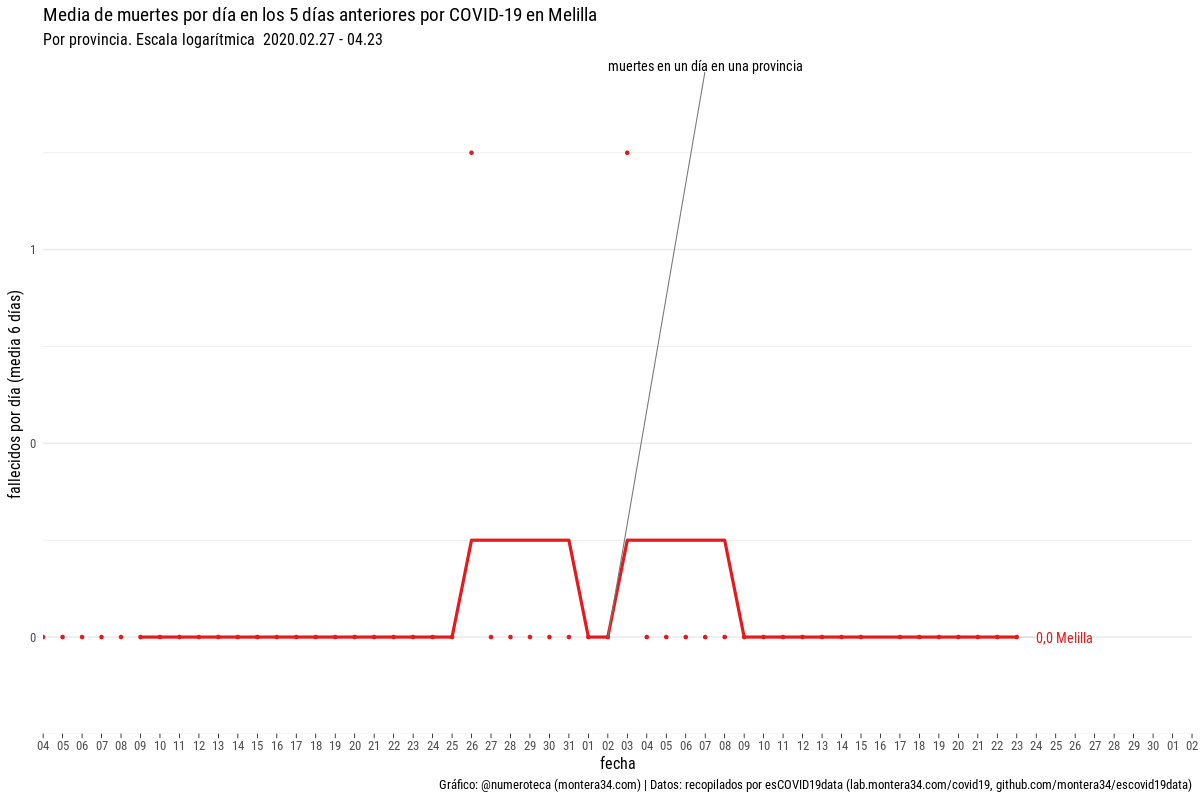 Media de muertes por día en los 5 días anteriores por COVID-19 en Melilla
Por provincia. Escala logarítmica  2020.02.27 - 04.23
muertes en un día en una provincia
1
fallecidos por día (media 6 días)
0
0
0,0 Melilla
04 05 06 07 08 09 10 11 12 13 14 15 16 17 18 19 20 21 22 23 24 25 26 27 28 29 30 31 01 02 03 04 05 06 07 08 09 10 11 12 13 14 15 16 17 18 19 20 21 22 23 24 25 26 27 28 29 30 01 02
fecha
Gráfico: @numeroteca (montera34.com) | Datos: recopilados por esCOVID19data (lab.montera34.com/covid19, github.com/montera34/escovid19data)